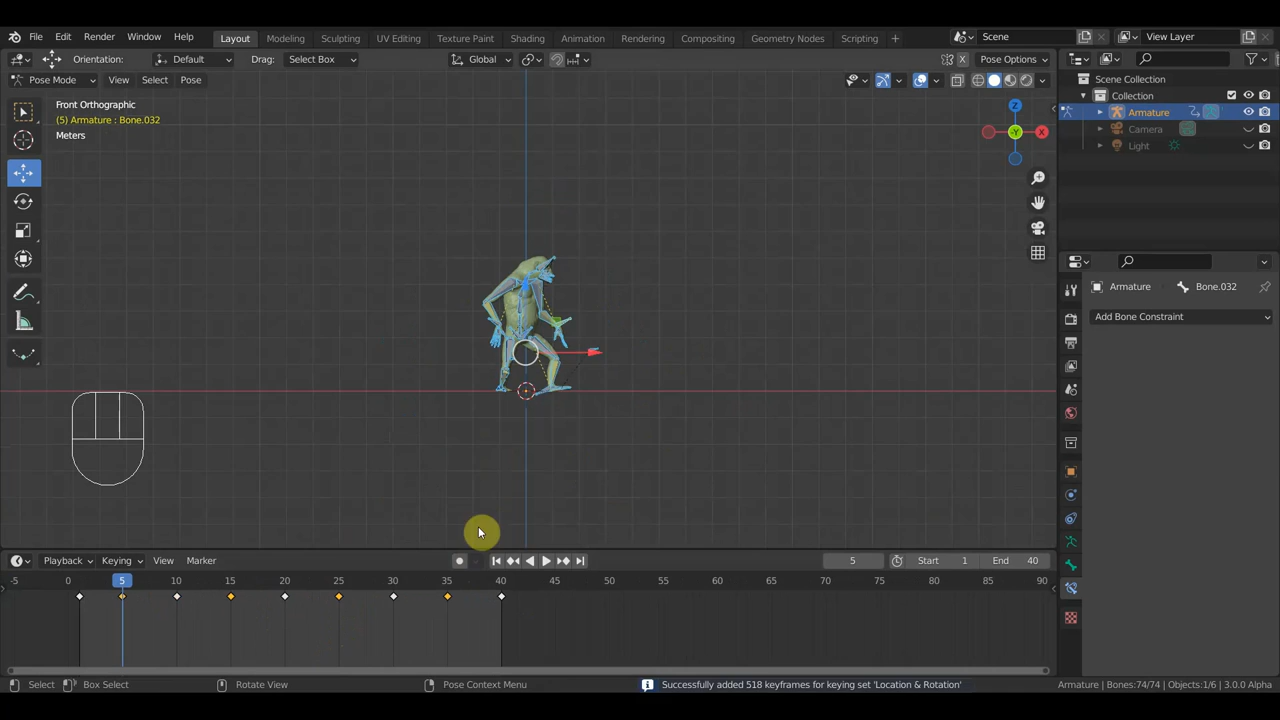 File Edit Render Window Help Layout Modeling Sculpting UV Editing Texture Paint Shading Animation Rendering Compositing Geometry Nodes Scripting + Scene View Layer
Orientation: Default Drag: Select Box Global X Pose Options
Pose Mode View Select Pose
Front Orthographic
(5) Armature : Bone.032
Meters
Z
X
-Y
Scene Collection
Collection
Armature
Camera
Light
Armature Bone.032
Add Bone Constraint
Playback Keying View Marker 5 Start 1 End 40
-5 0 5 10 15 20 25 30 35 40 45 50 55 60 65 70 75 80 85 90
Select Box Select Rotate View Pose Context Menu Successfully added 518 keyframes for keying set 'Location & Rotation' Armature | Bones:74/74 | Objects:1/6 | 3.0.0 Alpha